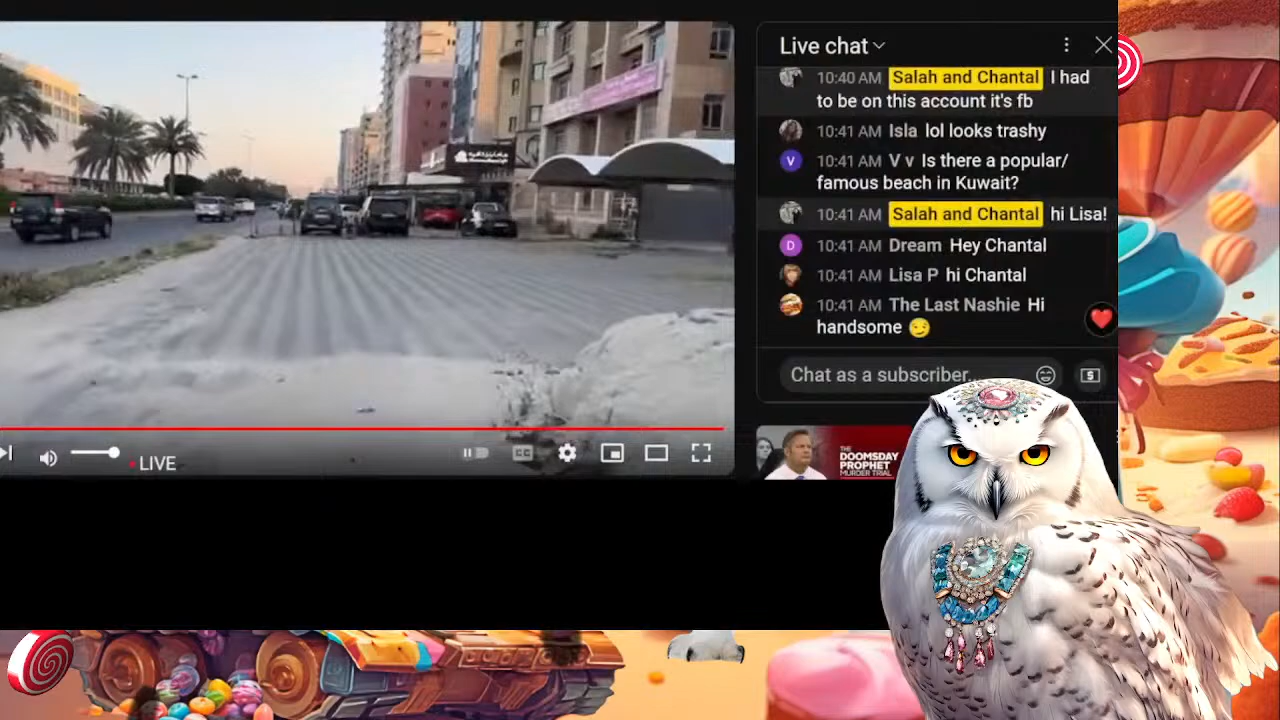 Live chat
10:40 AM Salah and Chantal I had
to be on this account it's fb
10:41 AM Isla lol looks trashy
10:41 AM V v Is there a popular/
famous beach in Kuwait?
10:41 AM Salah and Chantal hi Lisa!
10:41 AM Dream Hey Chantal
10:41 AM Lisa P hi Chantal
10:41 AM The Last Nashie Hi
handsome 😏
Chat as a subscriber...
LIVE
CC
THE
DOOMSDAY
PROPHET
MURDER TRIAL